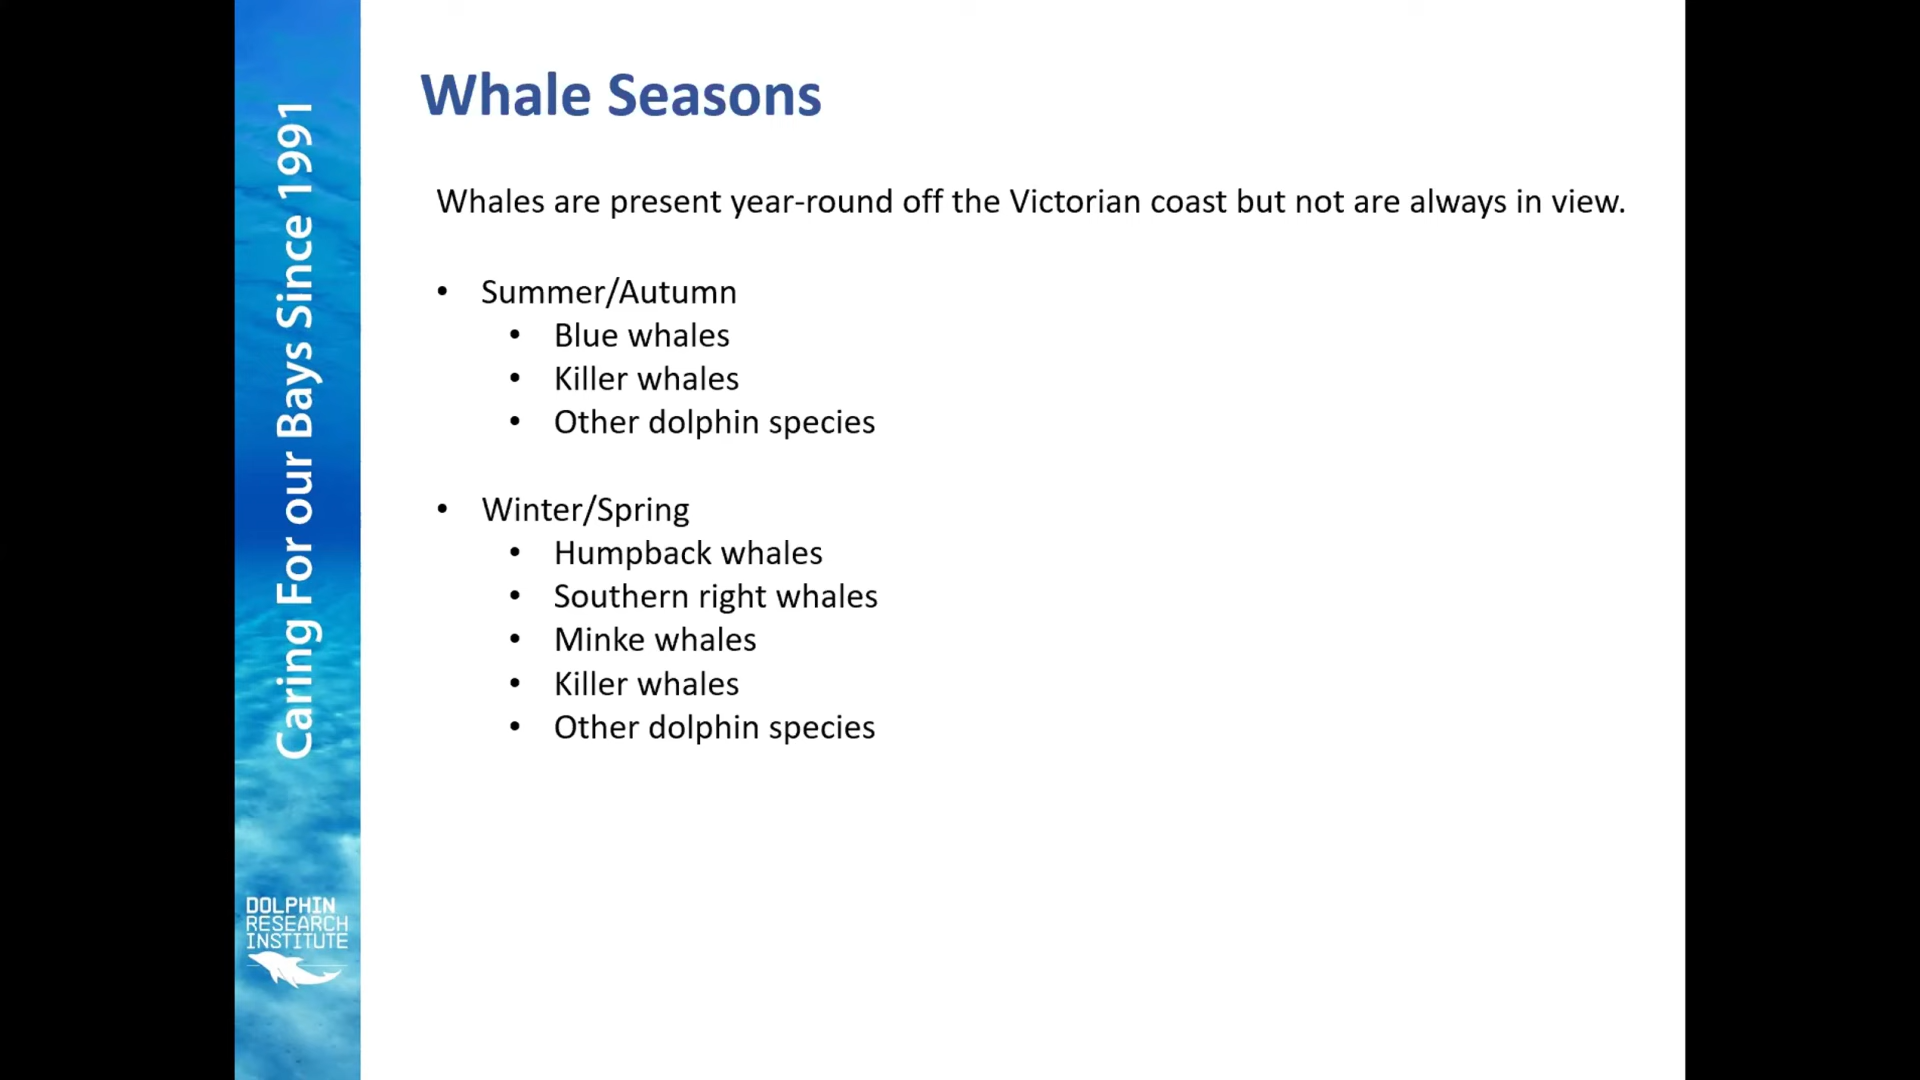 Whale Seasons
Whales are present year-round off the Victorian coast but not are always in view.
• Summer/Autumn
• Blue whales
• Killer whales
• Other dolphin species
• Winter/Spring
• Humpback whales
• Southern right whales
• Minke whales
• Killer whales
• Other dolphin species
Caring For our Bays Since 1991
DOLPHIN
RESEARCH
INSTITUTE